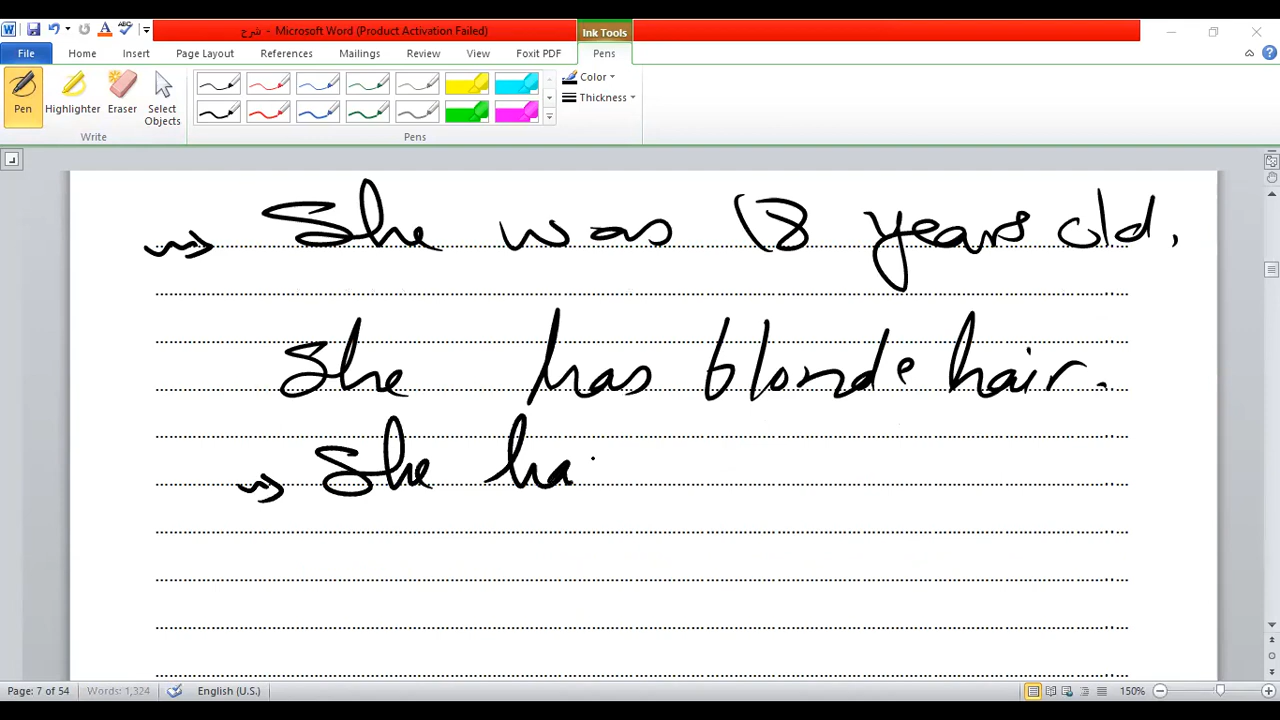 شرح - Microsoft Word (Product Activation Failed)
Ink Tools
File Home Insert Page Layout References Mailings Review View Foxit PDF Pens
Pen Highlighter Eraser Select Objects
Color
Thickness
Write Pens
She was 18 years old.
She has blonde hair.
She ha
Page: 7 of 54 Words: 1,324 English (U.S.) 150%